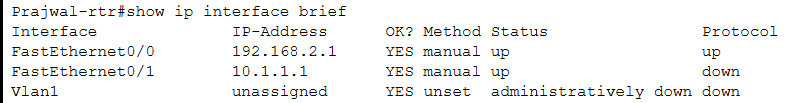 Prajwal-rtr#show ip interface brief
Interface              IP-Address      OK? Method Status                Protocol
FastEthernet0/0        192.168.2.1     YES manual up                    up
FastEthernet0/1        10.1.1.1        YES manual up                    down
Vlan1                  unassigned      YES unset  administratively down down